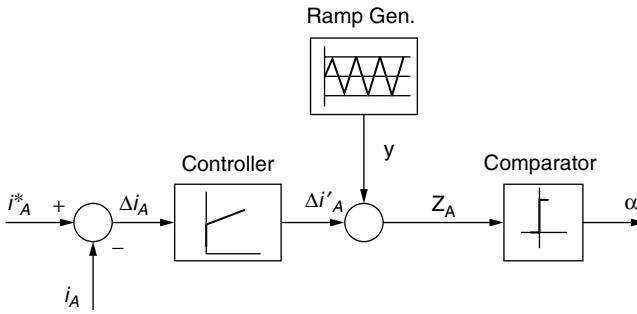 Ramp Gen.
y
Controller
Comparator
i*A
+
ΔiA
Δi′A
ZA
α
−
iA